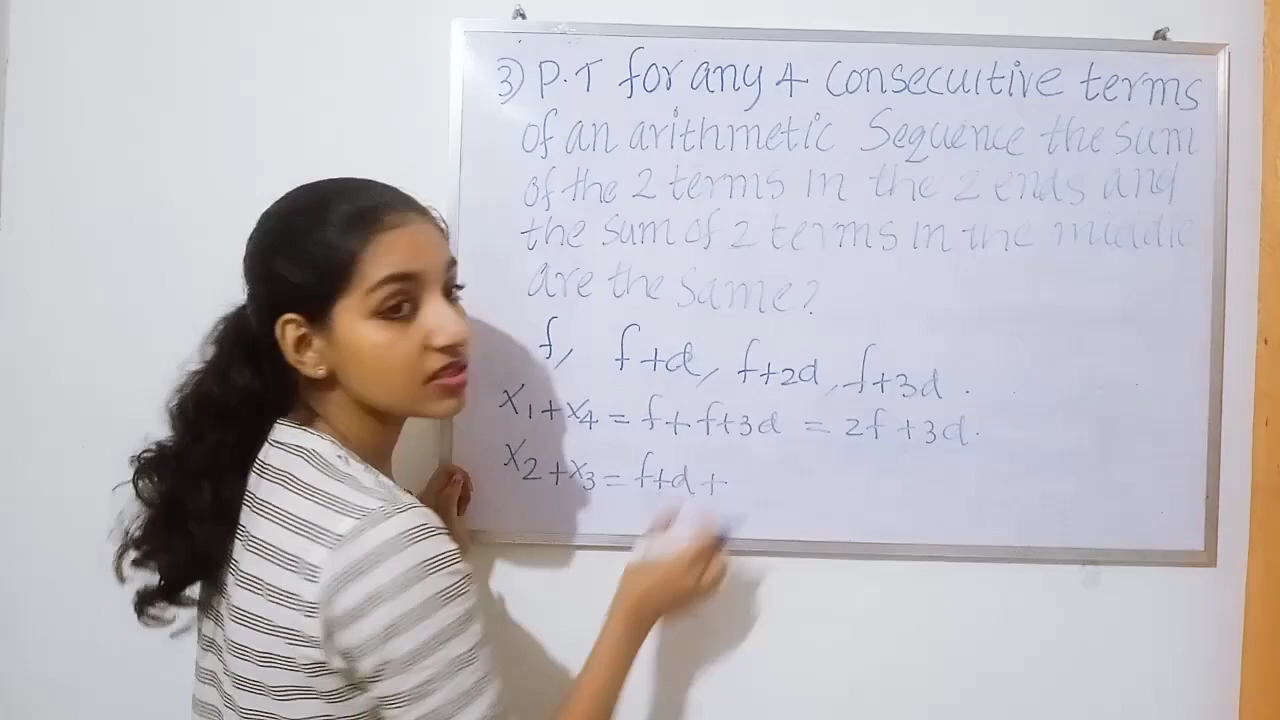 3) P.T for any 4 consecutive terms
of an arithmetic Sequence the sum
of the 2 terms in the 2 ends and
the sum of 2 terms in the middle
are the same?
f, f+d, f+2d, f+3d.
x₁+x₄ = f+f+3d = 2f+3d.
x₂+x₃ = f+d+